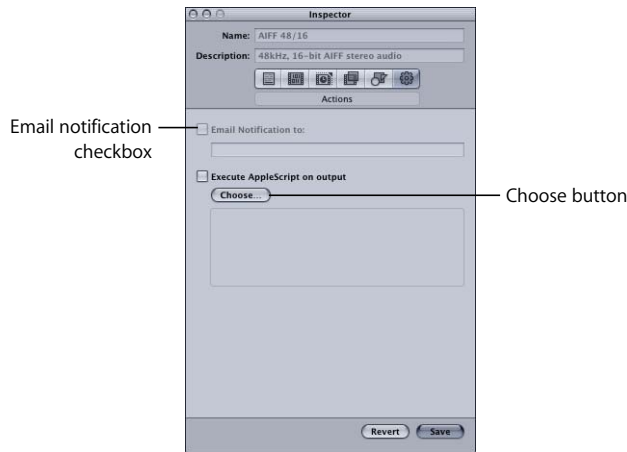 Inspector
Name: AIFF 48/16
Description: 48kHz, 16-bit AIFF stereo audio
Actions
Email notification checkbox
Email Notification to:
Execute AppleScript on output
Choose...
Choose button
Revert Save